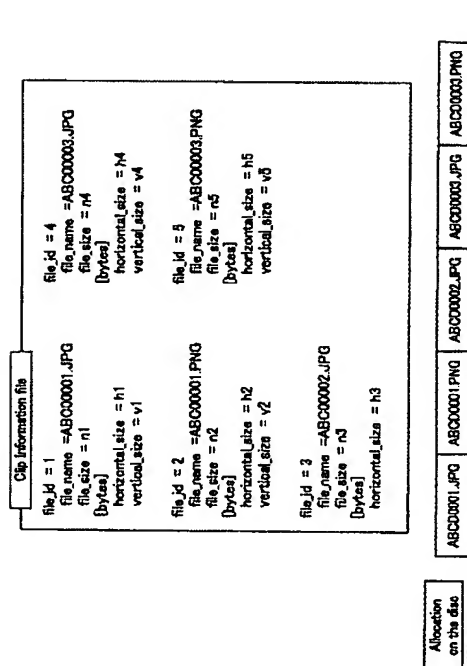 Clip Information file
file_id = 1
file_name =ABC00001.JPG
file_size = n1
[bytes]
horizontal_size = h1
vertical_size = v1
file_id = 2
file_name =ABC00001.PNG
file_size = n2
[bytes]
horizontal_size = h2
vertical_size = v2
file_id = 3
file_name =ABC00002.JPG
file_size = n3
[bytes]
horizontal_size = h3
file_id = 4
file_name =ABC00003.JPG
file_size = n4
[bytes]
horizontal_size = h4
vertical_size = v4
file_id = 5
file_name =ABC00003.PNG
file_size = n5
[bytes]
horizontal_size = h5
vertical_size = v5
Allocation
on the disc
ABC00001.JPG
ABC00001.PNG
ABC00002.JPG
ABC00003.JPG
ABC00003.PNG